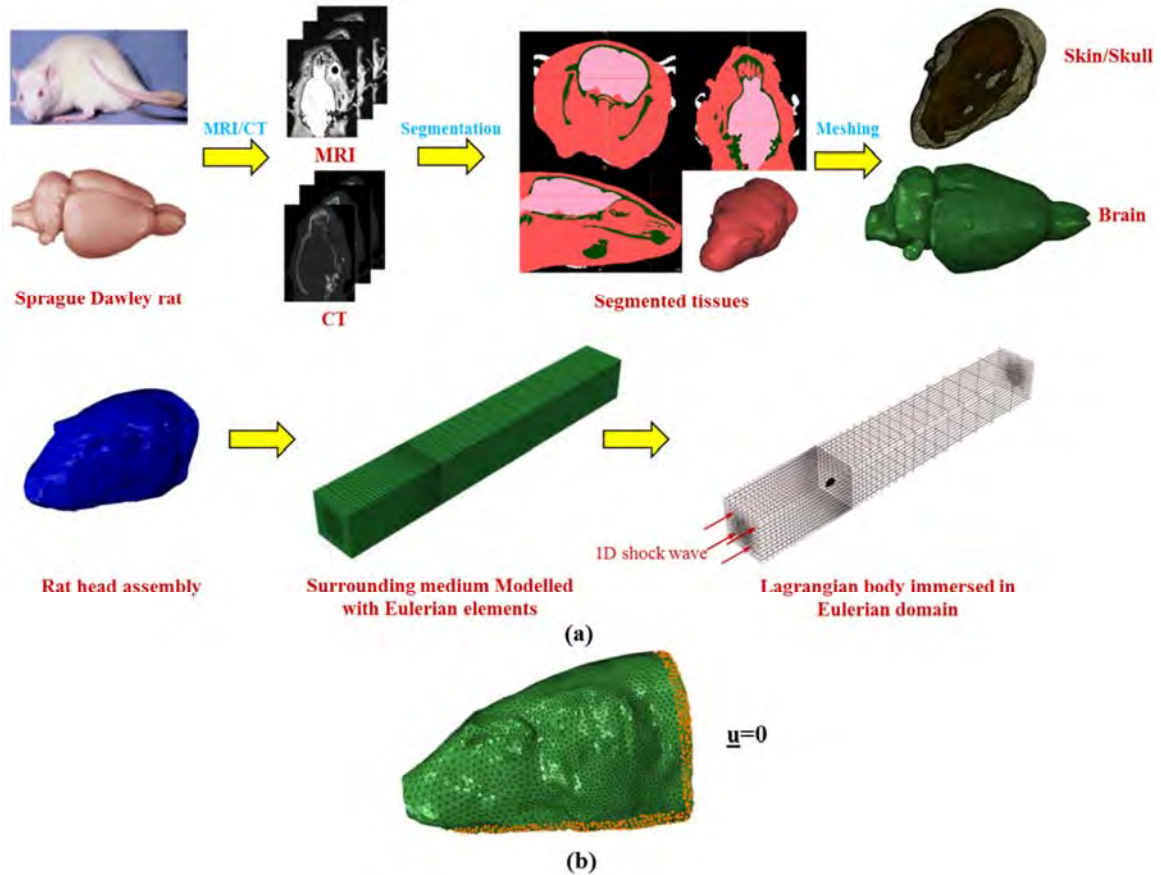 MRI/CT
Segmentation
Meshing
Skin/Skull
MRI
Brain
Sprague Dawley rat
CT
Segmented tissues
1D shock wave
Rat head assembly
Surrounding medium Modelled
with Eulerian elements
Lagrangian body immersed in
Eulerian domain
(a)
u=0
(b)